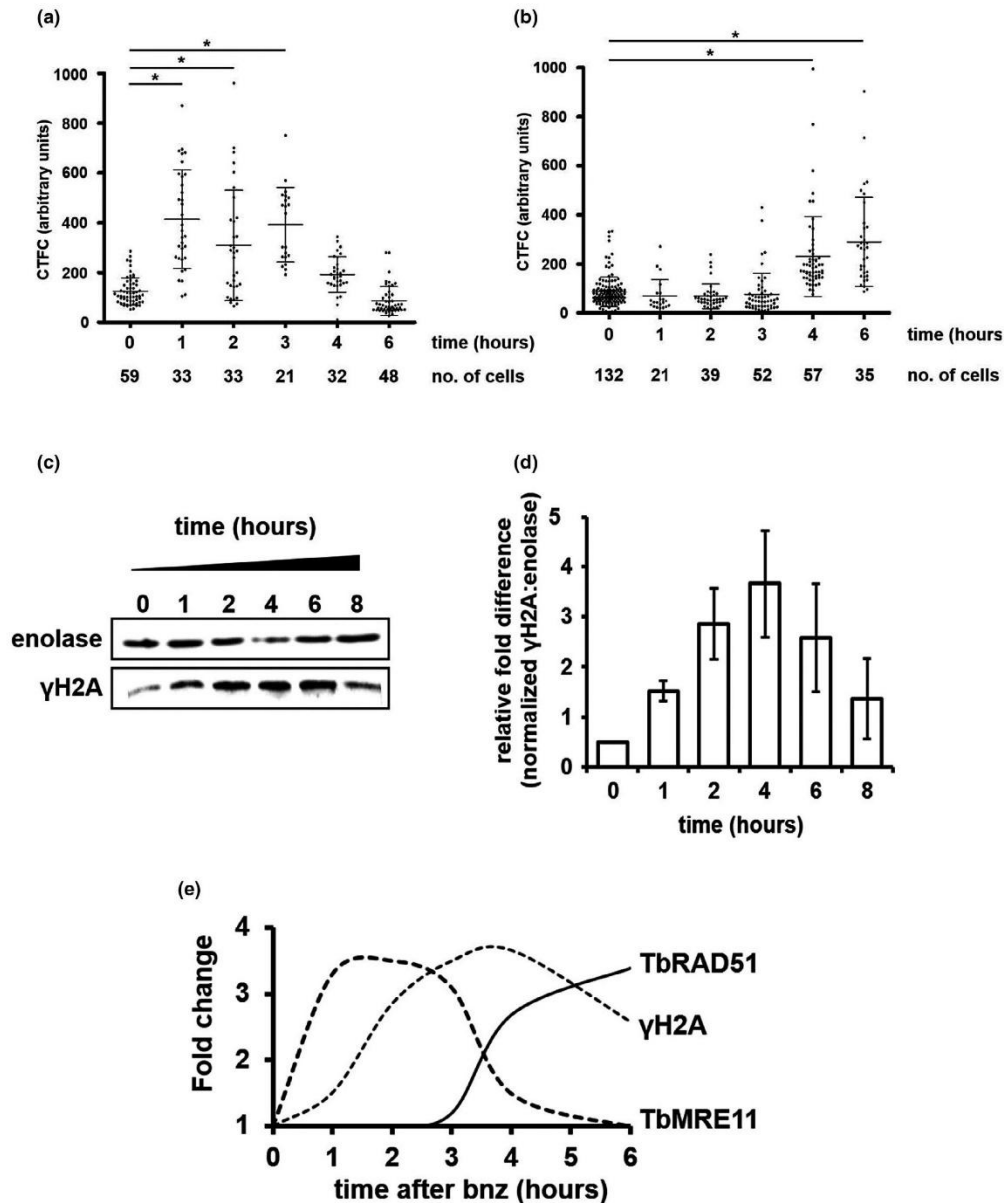 (a)
*
*
*
CTFC (arbitrary units)
1000
800
600
400
200
0
0 1 2 3 4 6 time (hours)
59 33 33 21 32 48 no. of cells
(b)
*
*
CTFC (arbitrary units)
1000
800
600
400
200
0
0 1 2 3 4 6 time (hours
132 21 39 52 57 35 no. of cells
(c)
time (hours)
0 1 2 4 6 8
enolase
γH2A
(d)
relative fold difference
(normalized γH2A:enolase)
5
4
3
2
1
0
0 1 2 4 6 8
time (hours)
(e)
Fold change
4
3
2
1
TbRAD51
γH2A
TbMRE11
0 1 2 3 4 5 6
time after bnz (hours)